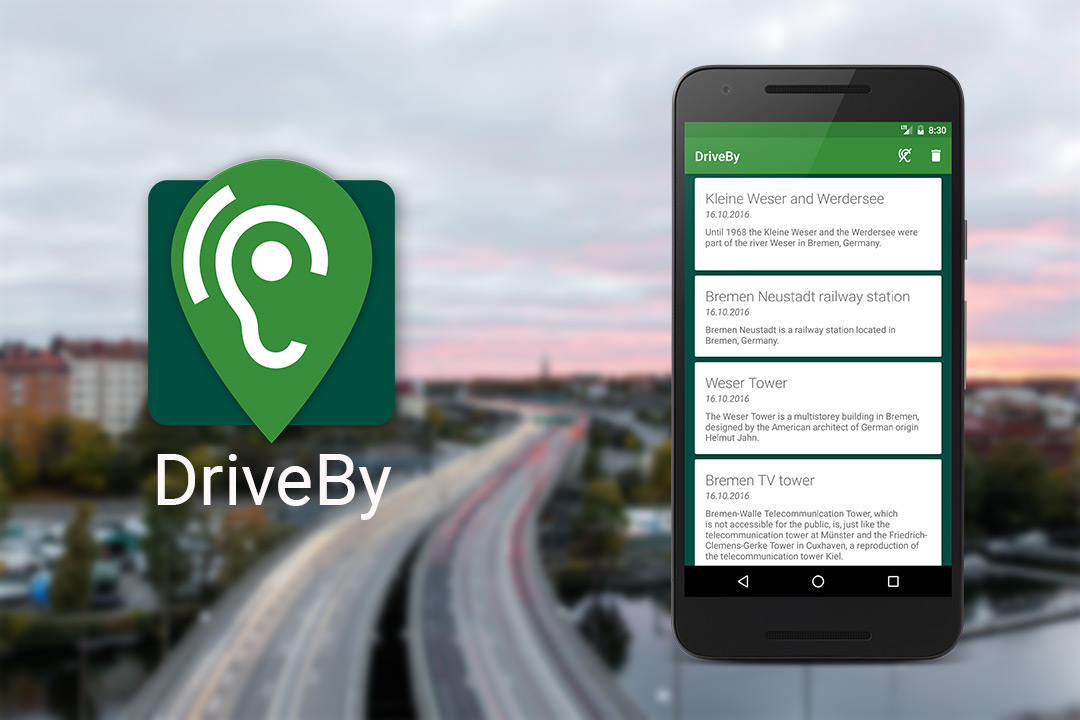 DriveBy
LTE 8:30
DriveBy
Kleine Weser and Werdersee
16.10.2016
Until 1968 the Kleine Weser and the Werdersee were
part of the river Weser in Bremen, Germany.
Bremen Neustadt railway station
16.10.2016
Bremen Neustadt is a railway station located in
Bremen, Germany.
Weser Tower
16.10.2016
The Weser Tower is a multistorey building in Bremen,
designed by the American architect of German origin
Helmut Jahn.
Bremen TV tower
16.10.2016
Bremen-Walle Telecommunication Tower, which
is not accessible for the public, is, just like the
telecommunication tower at Münster and the Friedrich-
Clemens-Gerke Tower in Cuxhaven, a reproduction of
the telecommunication tower Kiel.